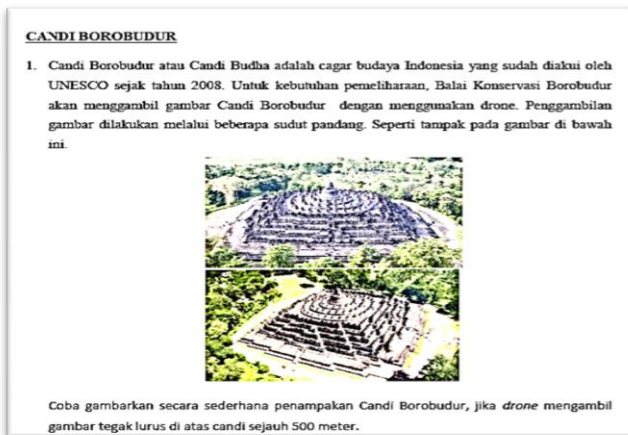 CANDI BOROBUDUR
1. Candi Borobudur atau Candi Budha adalah cagar budaya Indonesia yang sudah diakui oleh
UNESCO sejak tahun 2008. Untuk kebutuhan pemeliharaan, Balai Konservasi Borobudur
akan menggambil gambar Candi Borobudur dengan menggunakan drone. Penggambilan
gambar dilakukan melalui beberapa sudut pandang. Seperti tampak pada gambar di bawah
ini.
Coba gambarkan secara sederhana penampakan Candi Borobudur, jika drone mengambil
gambar tegak lurus di atas candi sejauh 500 meter.